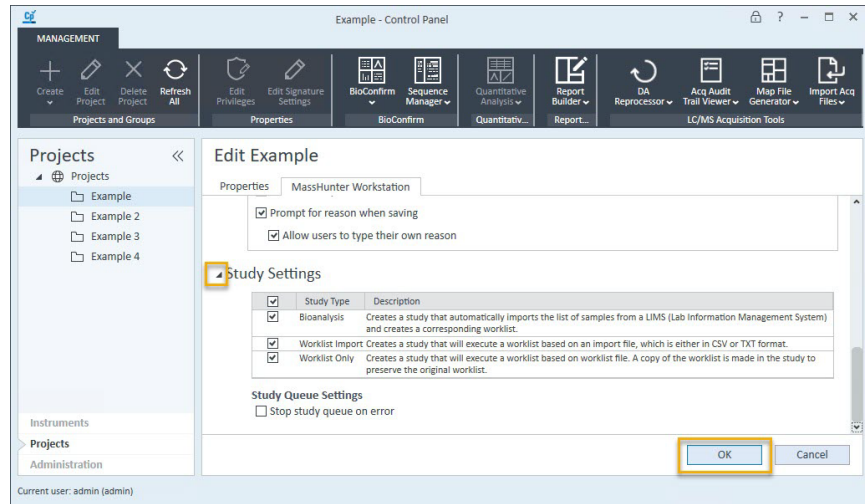 Cp
Example - Control Panel
?
MANAGEMENT
Create
Edit Project
Delete Project
Refresh All
Edit Privileges
Edit Signature Settings
BioConfirm
Sequence Manager
Quantitative Analysis
Report Builder
DA Reprocessor
Acq Audit Trail Viewer
Map File Generator
Import Acq Files
Projects and Groups
Properties
BioConfirm
Quantitativ...
Report...
LC/MS Acquisition Tools
Projects
Projects
Example
Example 2
Example 3
Example 4
Instruments
Projects
Administration
Edit Example
Properties
MassHunter Workstation
Prompt for reason when saving
Allow users to type their own reason
Study Settings
Study Type Description
Bioanalysis Creates a study that automatically imports the list of samples from a LIMS (Lab Information Management System)
and creates a corresponding worklist.
Worklist Import Creates a study that will execute a worklist based on an import file, which is either in CSV or TXT format.
Worklist Only Creates a study that will execute a worklist based on worklist file. A copy of the worklist is made in the study to
preserve the original worklist.
Study Queue Settings
Stop study queue on error
OK
Cancel
Current user: admin (admin)